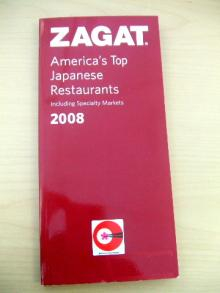 ZAGAT®
America's Top
Japanese
Restaurants
Including Specialty Markets
2008